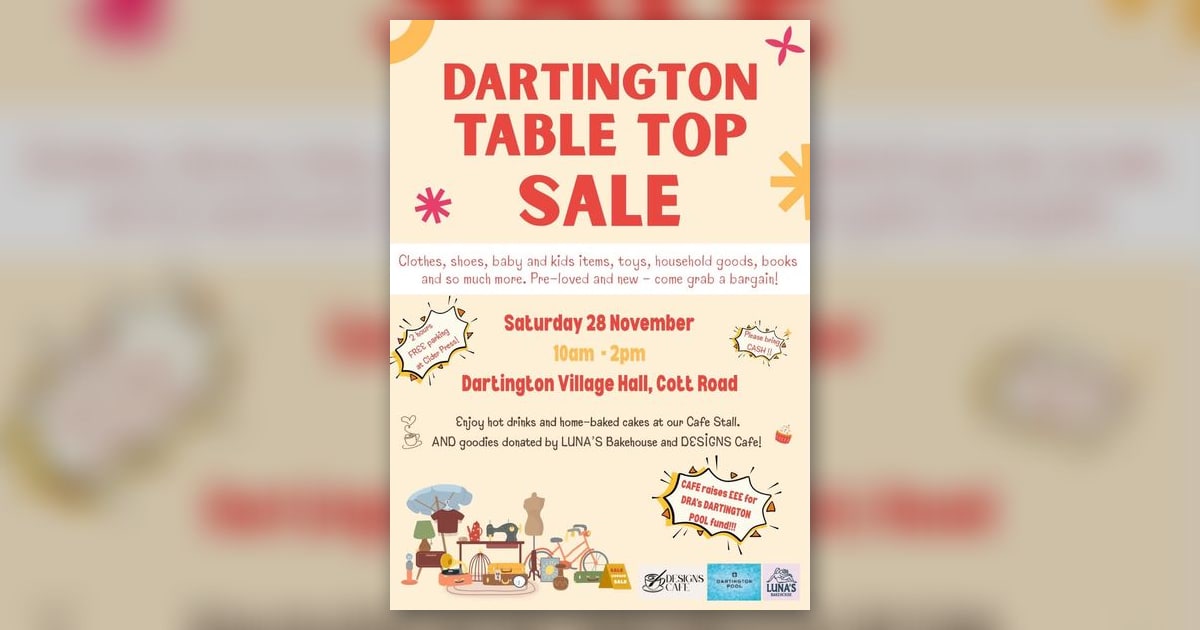 DARTINGTON
TABLE TOP
SALE
Clothes, shoes, baby and kids items, toys, household goods, books
and so much more. Pre-loved and new - come grab a bargain!
2 hours
FREE parking
at Cider Press!
Saturday 28 November
10am - 2pm
Dartington Village Hall, Cott Road
Please bring
CASH !!
Enjoy hot drinks and home-baked cakes at our Cafe Stall.
AND goodies donated by LUNA'S Bakehouse and DESIGNS Cafe!
CAFE raises £££ for
DRA's DARTINGTON
POOL fund!!!
SALE
SALE
DESIGNS
CAFE
DARTINGTON
POOL
LUNA'S
BAKEHOUSE